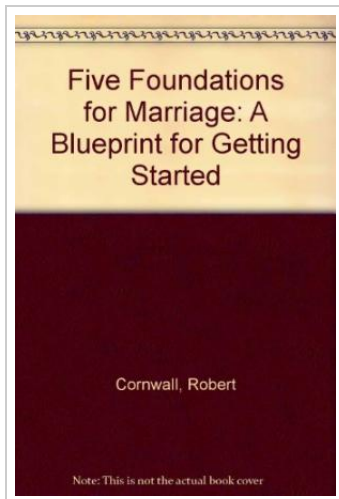 Five Foundations
for Marriage: A
Blueprint for Getting
Started
Cornwall, Robert
Note: This is not the actual book cover